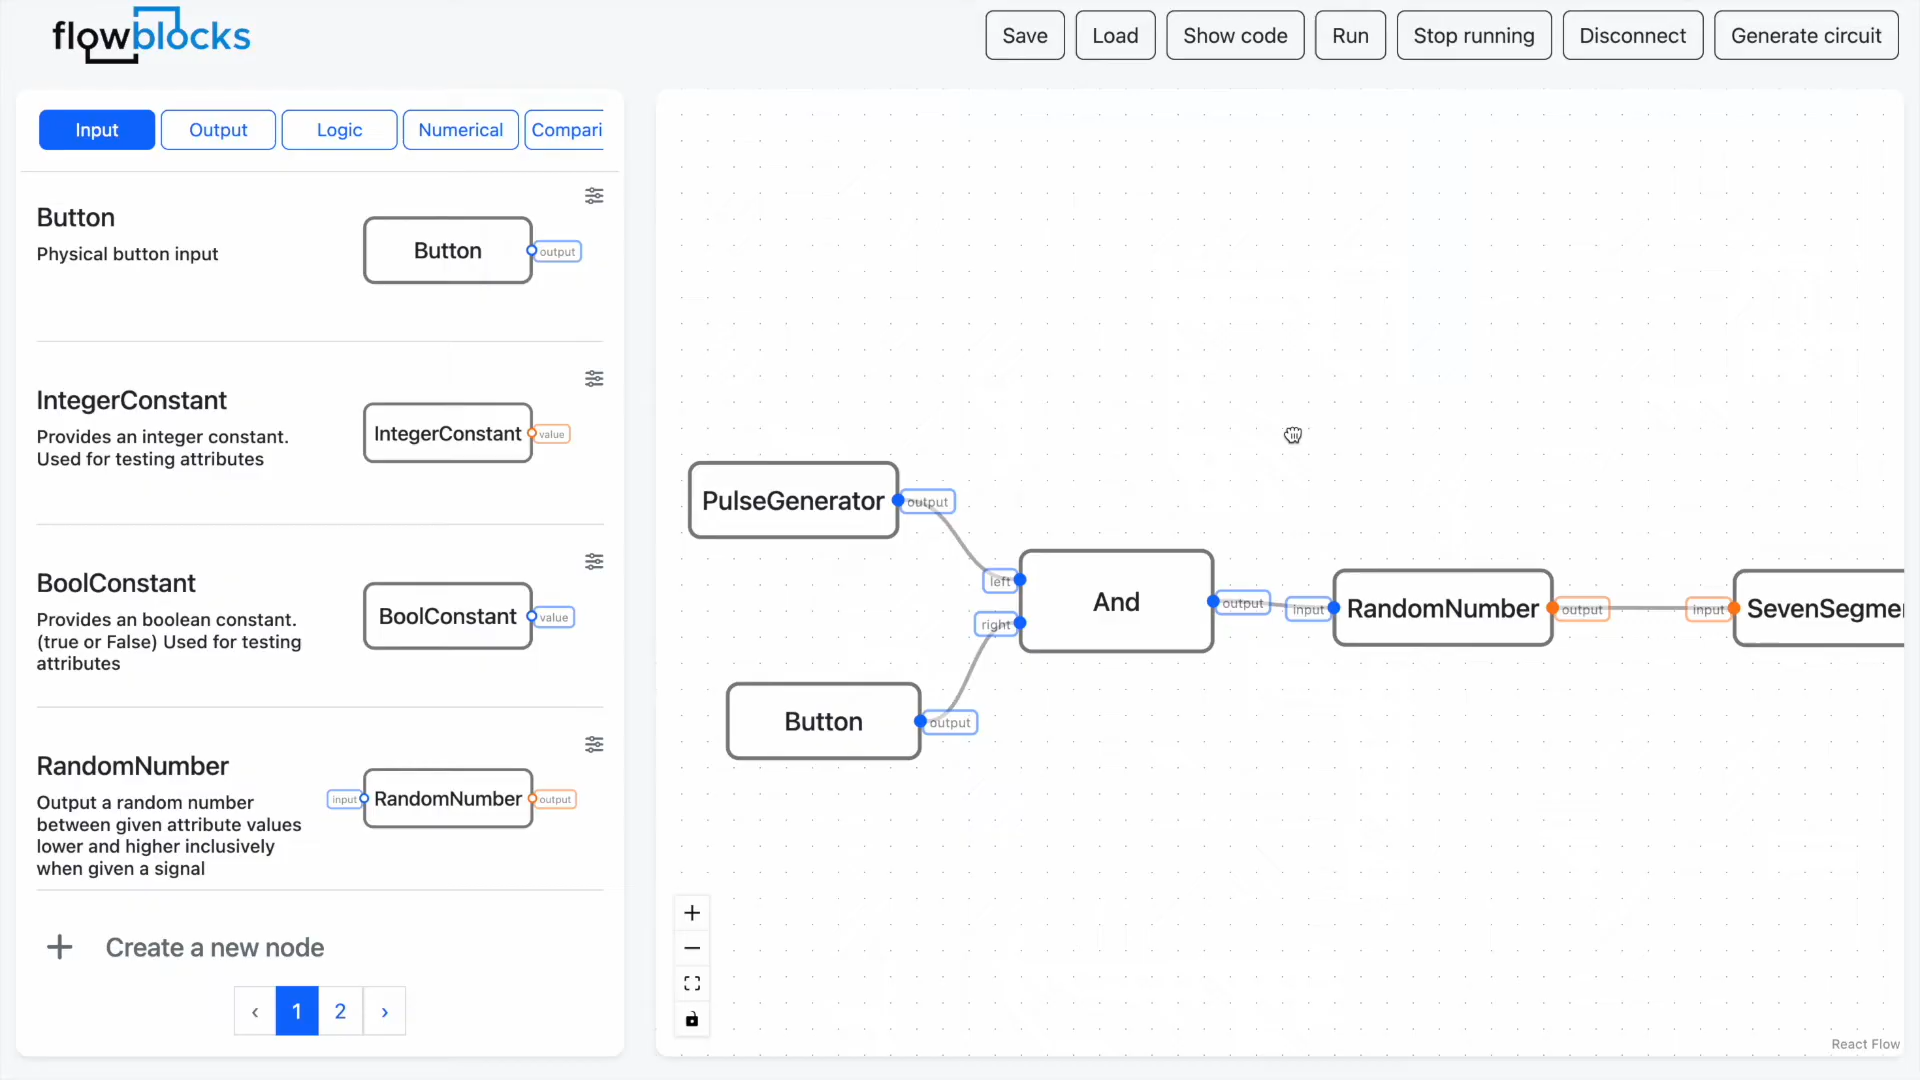 flowblocks
Save
Load
Show code
Run
Stop running
Disconnect
Generate circuit
Input
Output
Logic
Numerical
Compari
Button
Physical button input
Button
output
IntegerConstant
Provides an integer constant.
Used for testing attributes
IntegerConstant
value
BoolConstant
Provides an boolean constant.
(true or False) Used for testing
attributes
BoolConstant
value
RandomNumber
Output a random number
between given attribute values
lower and higher inclusively
when given a signal
input
RandomNumber
output
Create a new node
‹
1
2
›
PulseGenerator
output
left
right
And
output
input
RandomNumber
output
input
SevenSegme
Button
output
React Flow